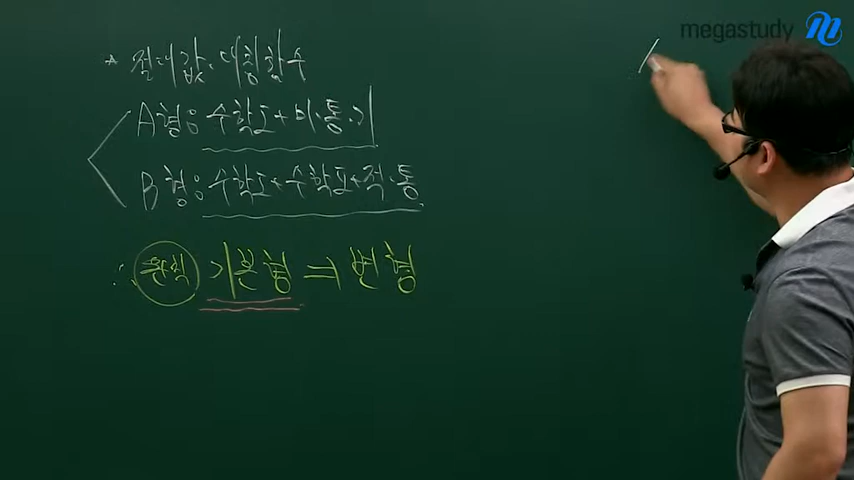 megastudy
* 절대값. 대칭함수
A형: 수학Ⅰ+미.통.기
B형: 수학Ⅰ+수학Ⅱ+적.통
∴ 원칙 기본형 ⇒ 변형